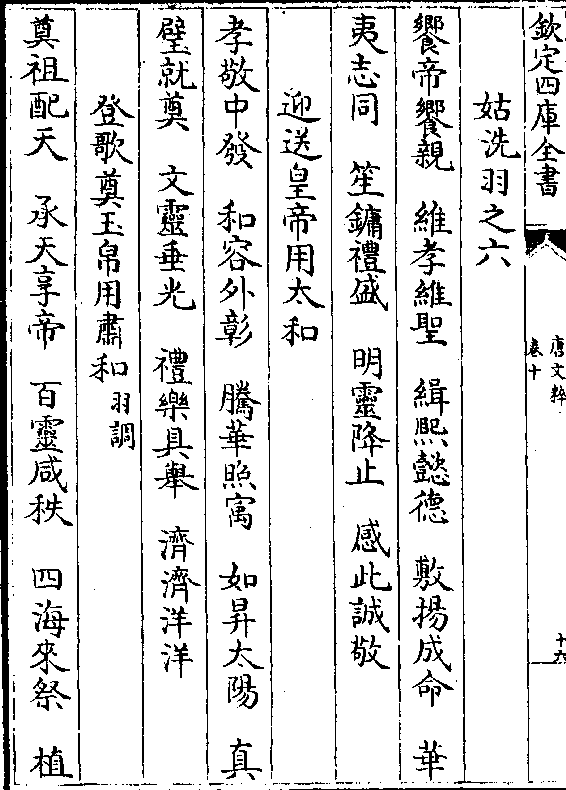 欽定四庫全書
唐文粹
卷十
十六
姑洗羽之六
饗帝饗親　維孝維聖　緝熙懿德　敷揚成命　華
夷志同　笙鏞禮盛　明靈降止　感此誠敬
迎送皇帝用太和
孝敬中發　和容外彰　騰華照寓　如昇太陽　真
璧就奠　文靈垂光　禮樂具舉　濟濟洋洋
登歌奠玉帛用肅和羽調
奠祖配天　承天享帝　百靈咸秩　四海來祭　植